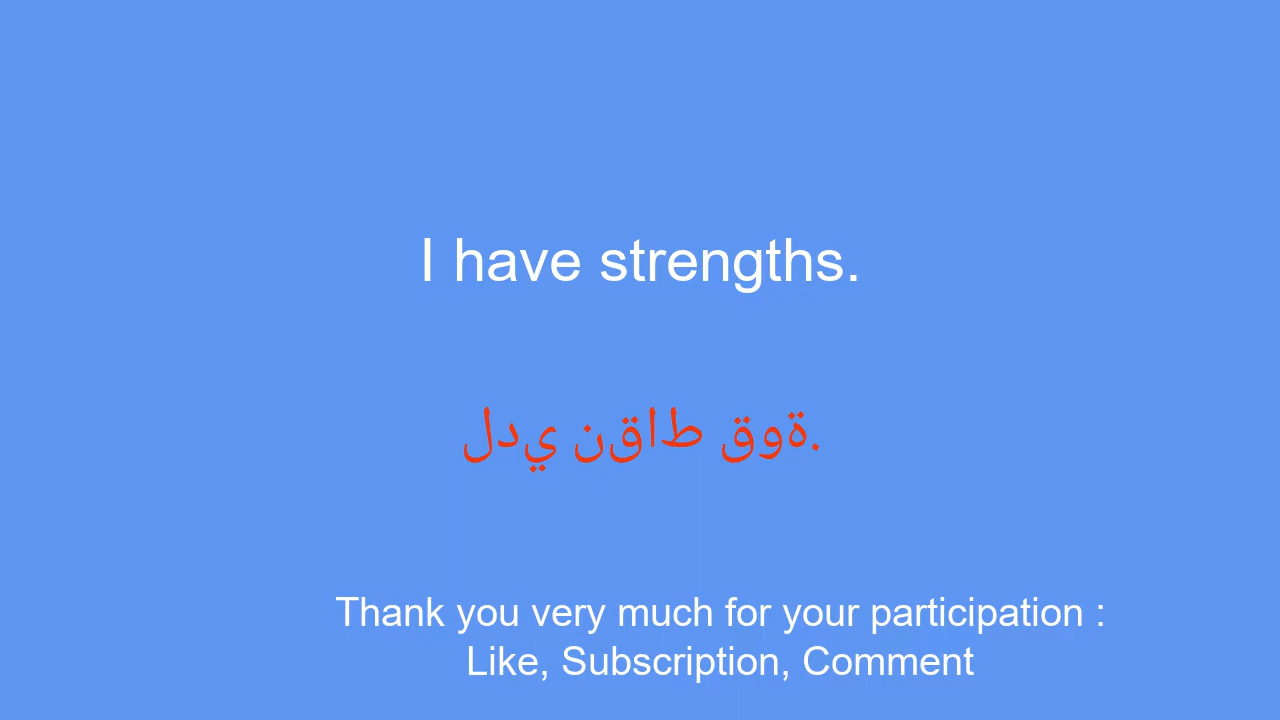 I have strengths.
لدي نقاط قوة.
Thank you very much for your participation :
Like, Subscription, Comment